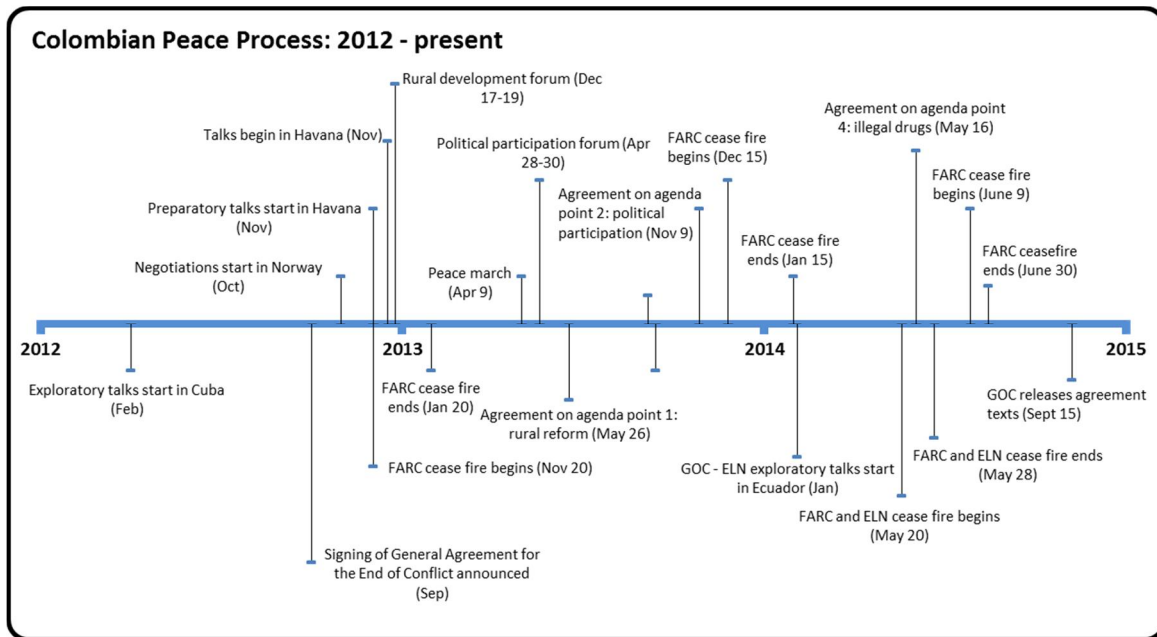 Colombian Peace Process: 2012 - present
Rural development forum (Dec
17-19)
Talks begin in Havana (Nov)
Preparatory talks start in Havana
(Nov)
Negotiations start in Norway
(Oct)
Political participation forum (Apr
28-30)
Peace march
(Apr 9)
Agreement on agenda
point 2: political
participation (Nov 9)
FARC cease fire
begins (Dec 15)
FARC cease fire
ends (Jan 15)
Agreement on agenda point
4: illegal drugs (May 16)
FARC cease fire
begins (June 9)
FARC ceasefire
ends (June 30)
2012
2013
2014
2015
Exploratory talks start in Cuba
(Feb)
FARC cease fire
ends (Jan 20)
Agreement on agenda point 1:
rural reform (May 26)
FARC cease fire begins (Nov 20)
Signing of General Agreement for
the End of Conflict announced
(Sep)
GOC - ELN exploratory talks start
in Ecuador (Jan)
FARC and ELN cease fire begins
(May 20)
FARC and ELN cease fire ends
(May 28)
GOC releases agreement
texts (Sept 15)